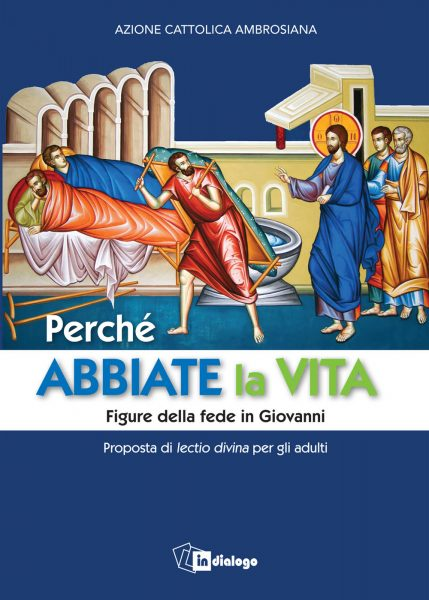 AZIONE CATTOLICA AMBROSIANA
Perché
ABBIATE la VITA
Figure della fede in Giovanni
Proposta di lectio divina per gli adulti
in dialogo